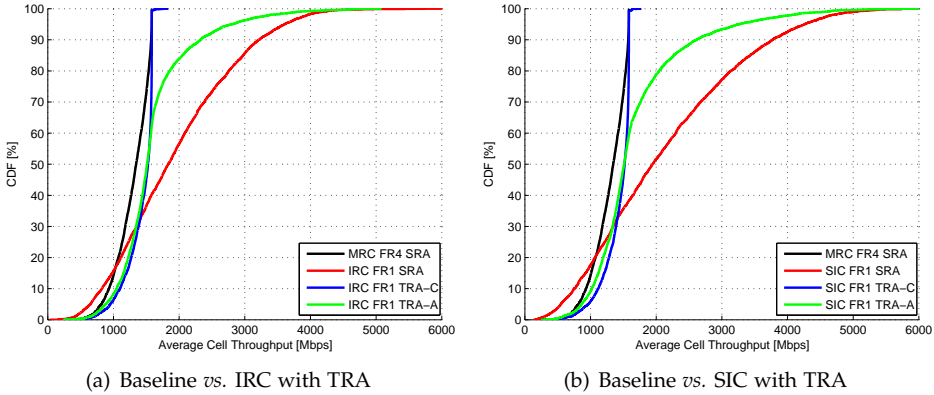 100
90
80
70
60
50
40
30
20
10
0
CDF [%]
0 1000 2000 3000 4000 5000 6000
Average Cell Throughput [Mbps]
MRC FR4 SRA
IRC FR1 SRA
IRC FR1 TRA−C
IRC FR1 TRA−A
(a) Baseline vs. IRC with TRA
100
90
80
70
60
50
40
30
20
10
0
CDF [%]
0 1000 2000 3000 4000 5000 6000
Average Cell Throughput [Mbps]
MRC FR4 SRA
SIC FR1 SRA
SIC FR1 TRA−C
SIC FR1 TRA−A
(b) Baseline vs. SIC with TRA